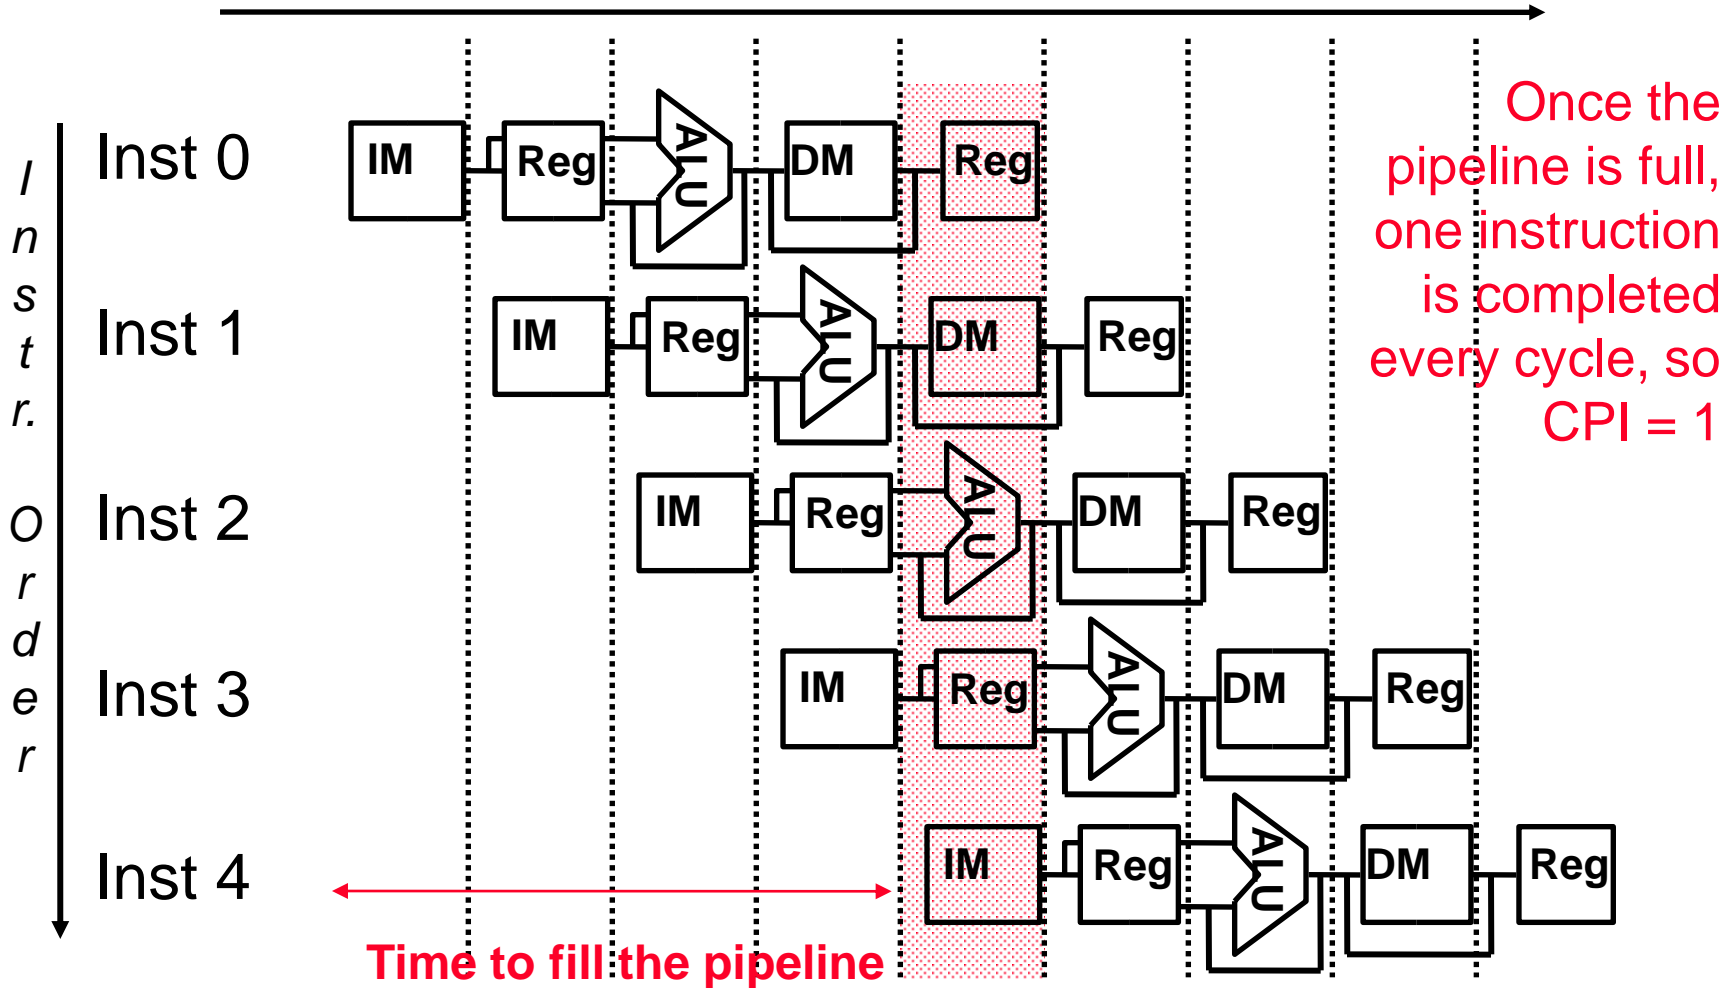 Once the
pipeline is full,
one instruction
is completed
every cycle, so
CPI = 1
Instr. Order
Inst 0
IM
Reg
ALU
DM
Reg
Inst 1
IM
Reg
ALU
DM
Reg
Inst 2
IM
Reg
ALU
DM
Reg
Inst 3
IM
Reg
ALU
DM
Reg
Inst 4
IM
Reg
ALU
DM
Reg
Time to fill the pipeline